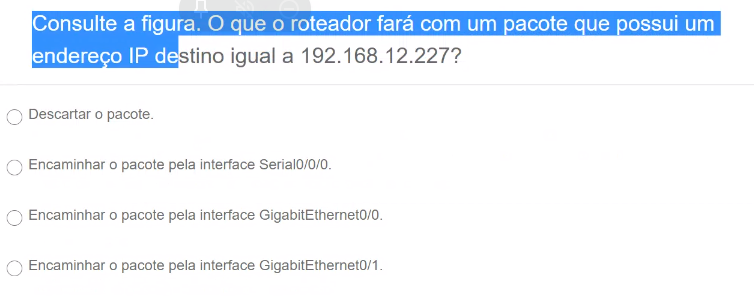 Consulte a figura. O que o roteador fará com um pacote que possui um
endereço IP destino igual a 192.168.12.227?
Descartar o pacote.
Encaminhar o pacote pela interface Serial0/0/0.
Encaminhar o pacote pela interface GigabitEthernet0/0.
Encaminhar o pacote pela interface GigabitEthernet0/1.